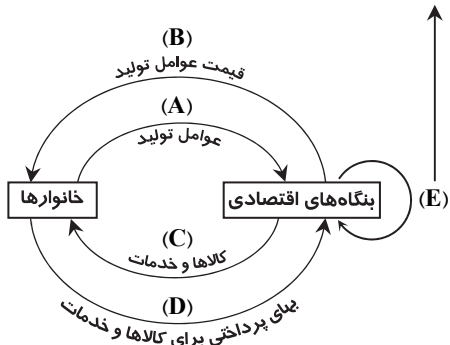 (B)
قیمت عوامل تولید
(A)
عوامل تولید
خانوارها
بنگاه‌های اقتصادی
(E)
(C)
کالاها و خدمات
(D)
بهای پرداختی برای کالاها و خدمات